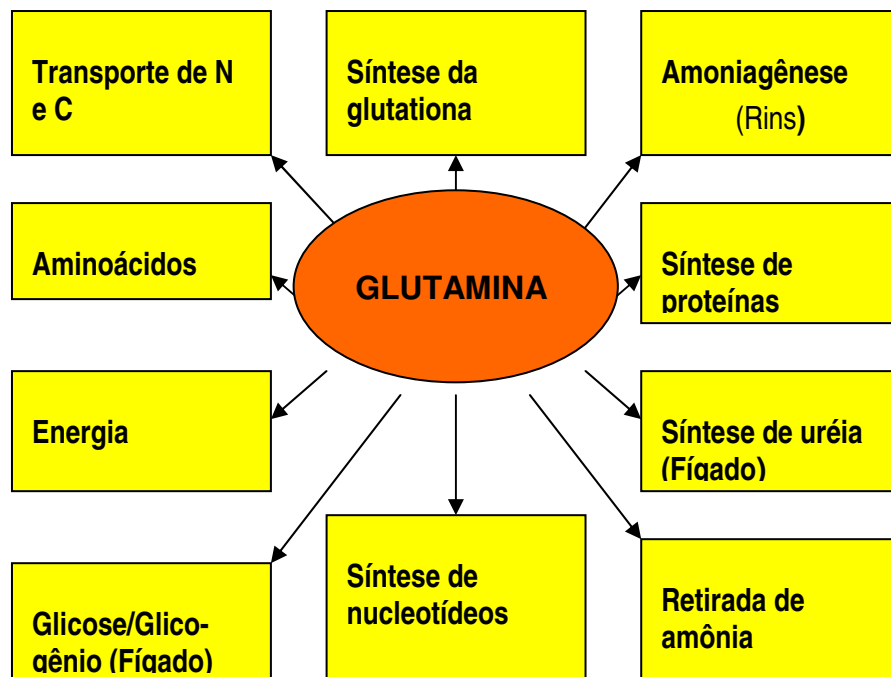 Transporte de N
e C
Síntese da
glutationa
Amoniagênese
(Rins)
Aminoácidos
GLUTAMINA
Síntese de
proteínas
Energia
Síntese de uréia
(Fígado)
Glicose/Glico-
gênio (Fígado)
Síntese de
nucleotídeos
Retirada de
amônia